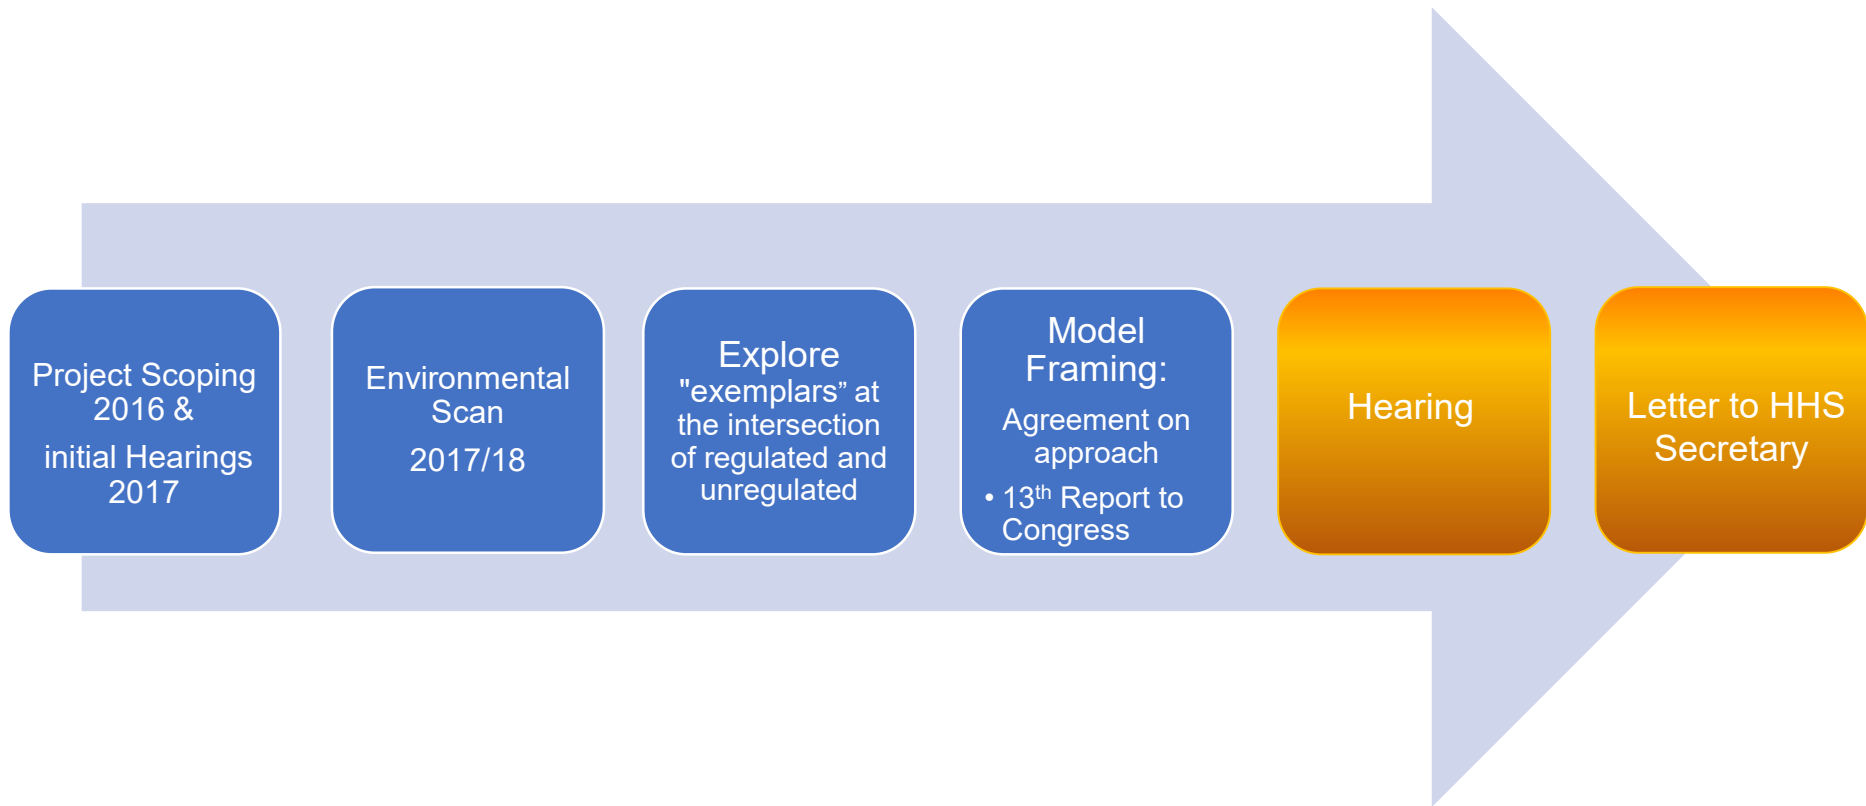 Project Scoping
2016 &
initial Hearings
2017
Environmental
Scan
2017/18
Explore
"exemplars” at
the intersection
of regulated and
unregulated
Model
Framing:
Agreement on
approach
• 13th Report to
Congress
Hearing
Letter to HHS
Secretary